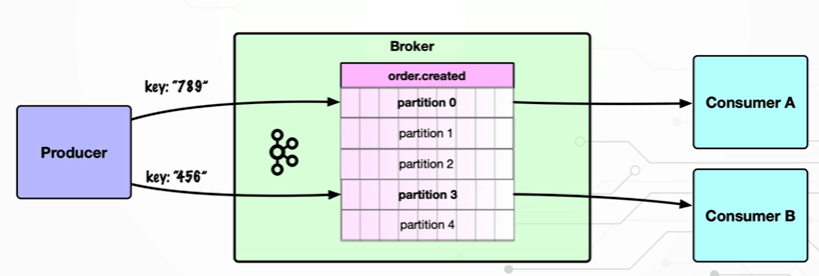 Broker
order.created
key: "789"
partition 0
Consumer A
partition 1
Producer
partition 2
key: "456"
partition 3
Consumer B
partition 4